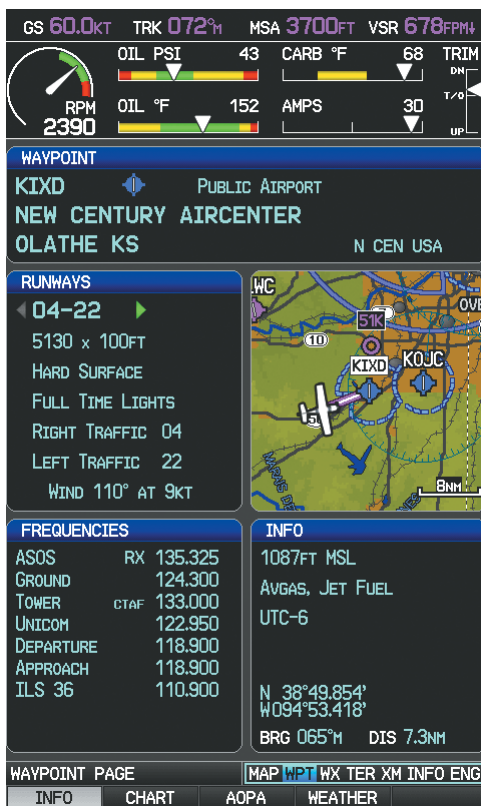 GS 60.0KT TRK 072°M MSA 3700FT VSR 678FPM↓
OIL PSI 43 CARB °F 68 TRIM
DN
T/O
OIL °F 152 AMPS 30
RPM
2390
UP
WAYPOINT
KIXD PUBLIC AIRPORT
NEW CENTURY AIRCENTER
OLATHE KS N CEN USA
RUNWAYS
04-22
5130 x 100FT
HARD SURFACE
FULL TIME LIGHTS
RIGHT TRAFFIC 04
LEFT TRAFFIC 22
WIND 110° AT 9KT
LWC
OV
51K
10
KIXD KOJC
8NM
FREQUENCIES
ASOS RX 135.325
GROUND 124.300
TOWER CTAF 133.000
UNICOM 122.950
DEPARTURE 118.900
APPROACH 118.900
ILS 36 110.900
INFO
1087FT MSL
AVGAS, JET FUEL
UTC-6
N 38°49.854'
W094°53.418'
BRG 065°M DIS 7.3NM
WAYPOINT PAGE MAP WPT WX TER XM INFO ENG
INFO CHART AOPA WEATHER